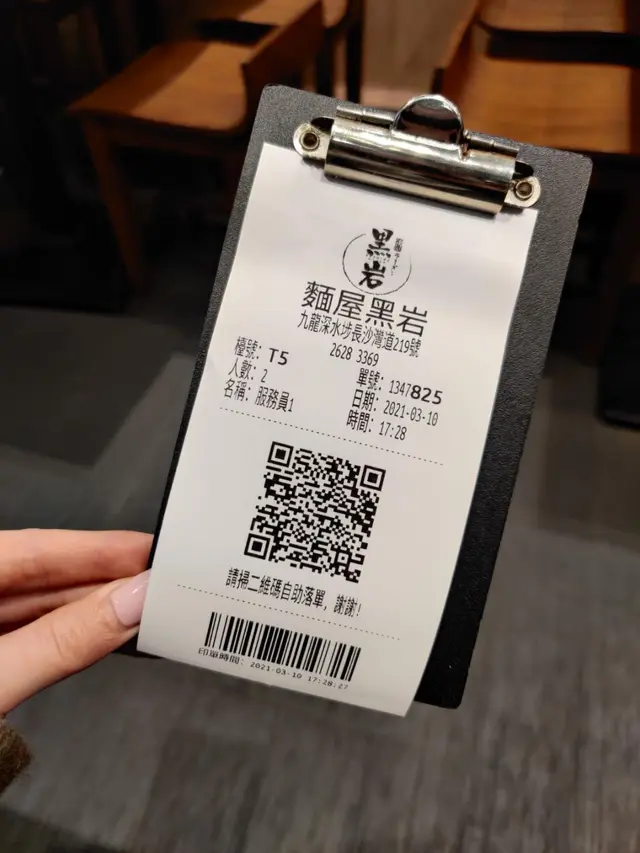 黑岩
麵屋黑岩
九龍深水埗長沙灣道219號
2628 3369
檯號: T5
單號: 1347825
人數: 2
日期: 2021-03-10
名稱: 服務員1
時間: 17:28
請掃二維碼自助落單, 謝謝!
印單時間: 2021-03-10 17:28:27